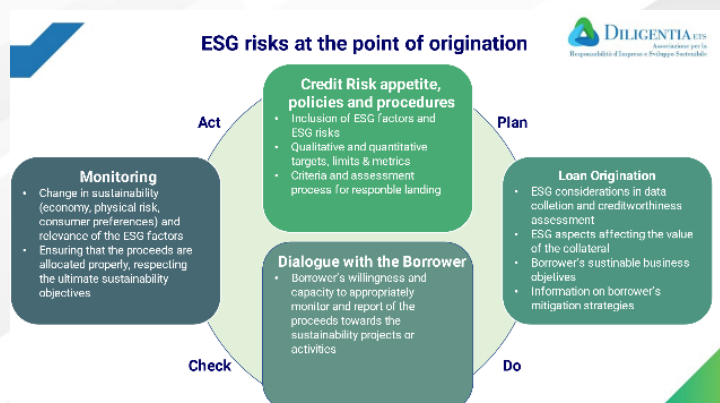 ESG risks at the point of origination
DILIGENTIA ETS
Associazione per la
Responsabilità d'Impresa e Sviluppo Sostenibile
Act
Plan
Credit Risk appetite,
policies and procedures
• Inclusion of ESG factors and
ESG risks
• Qualitative and quantitative
targets, limits & metrics
• Criteria and assessment
process for responble landing
Monitoring
• Change in sustainability
(economy, physical risk,
consumer preferences) and
relevance of the ESG factors
• Ensuring that the proceeds are
allocated properly, respecting
the ultimate sustainability
objectives
Loan Origination
• ESG considerations in data
colletion and creditworthiness
assessment
• ESG aspects affecting the value
of the collateral
• Borrower's sustinable business
objetives
• Information on borrower's
mitigation strategies
Dialogue with the Borrower
• Borrower's willingness and
capacity to appropriately
monitor and report of the
proceeds towards the
sustainability projects or
activities
Check
Do